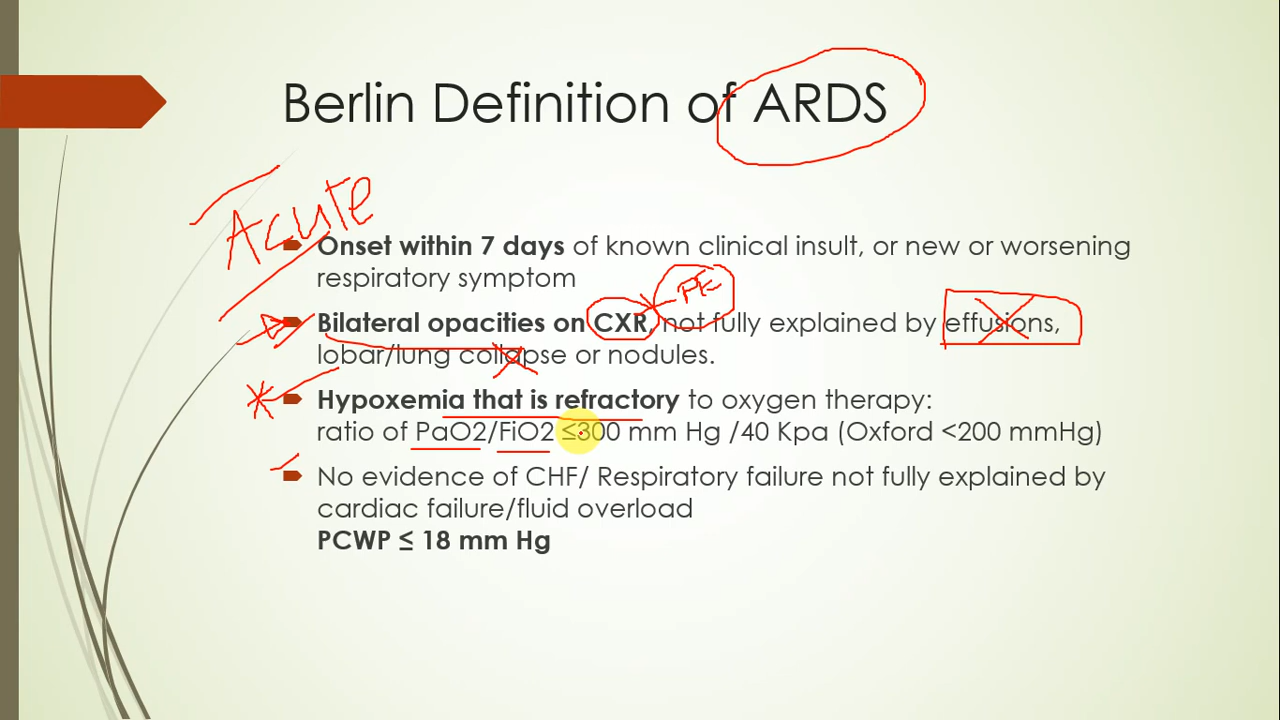 Berlin Definition of ARDS
Acute
Onset within 7 days of known clinical insult, or new or worsening
respiratory symptom
PE
Bilateral opacities on CXR, not fully explained by effusions,
lobar/lung collapse or nodules.
Hypoxemia that is refractory to oxygen therapy:
ratio of PaO2/FiO2 ≤300 mm Hg /40 Kpa (Oxford <200 mmHg)
No evidence of CHF/ Respiratory failure not fully explained by
cardiac failure/fluid overload
PCWP ≤ 18 mm Hg